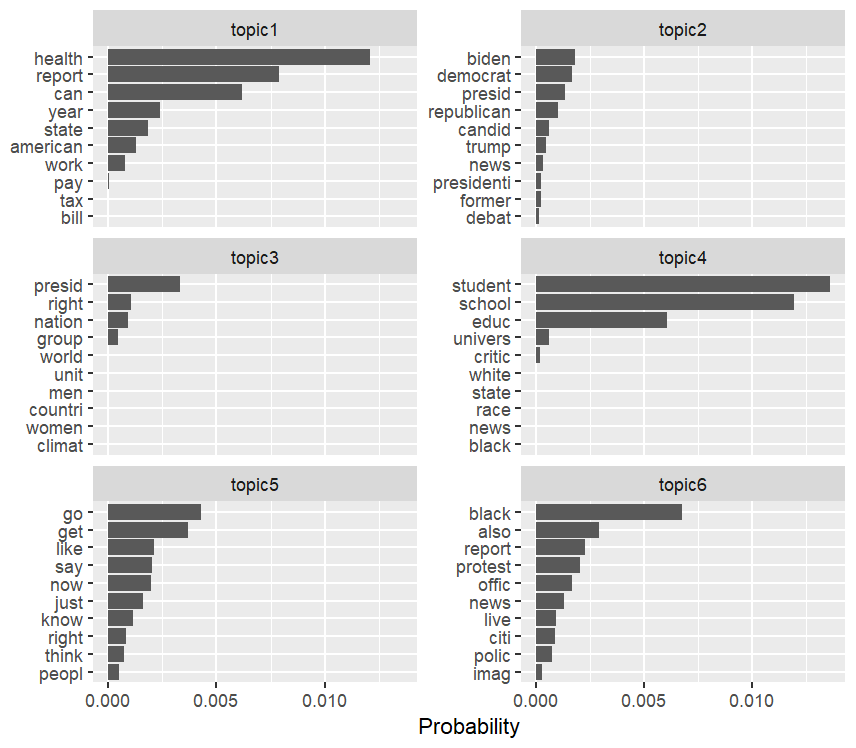 topic1
health
report
can
year
state
american
work
pay
tax
bill
topic2
biden
democrat
presid
republican
candid
trump
news
presidenti
former
debat
topic3
presid
right
nation
group
world
unit
men
countri
women
climat
topic4
student
school
educ
univers
critic
white
state
race
news
black
topic5
go
get
like
say
now
just
know
right
think
peopl
topic6
black
also
report
protest
offic
news
live
citi
polic
imag
0.000 0.005 0.010
0.000 0.005 0.010
Probability